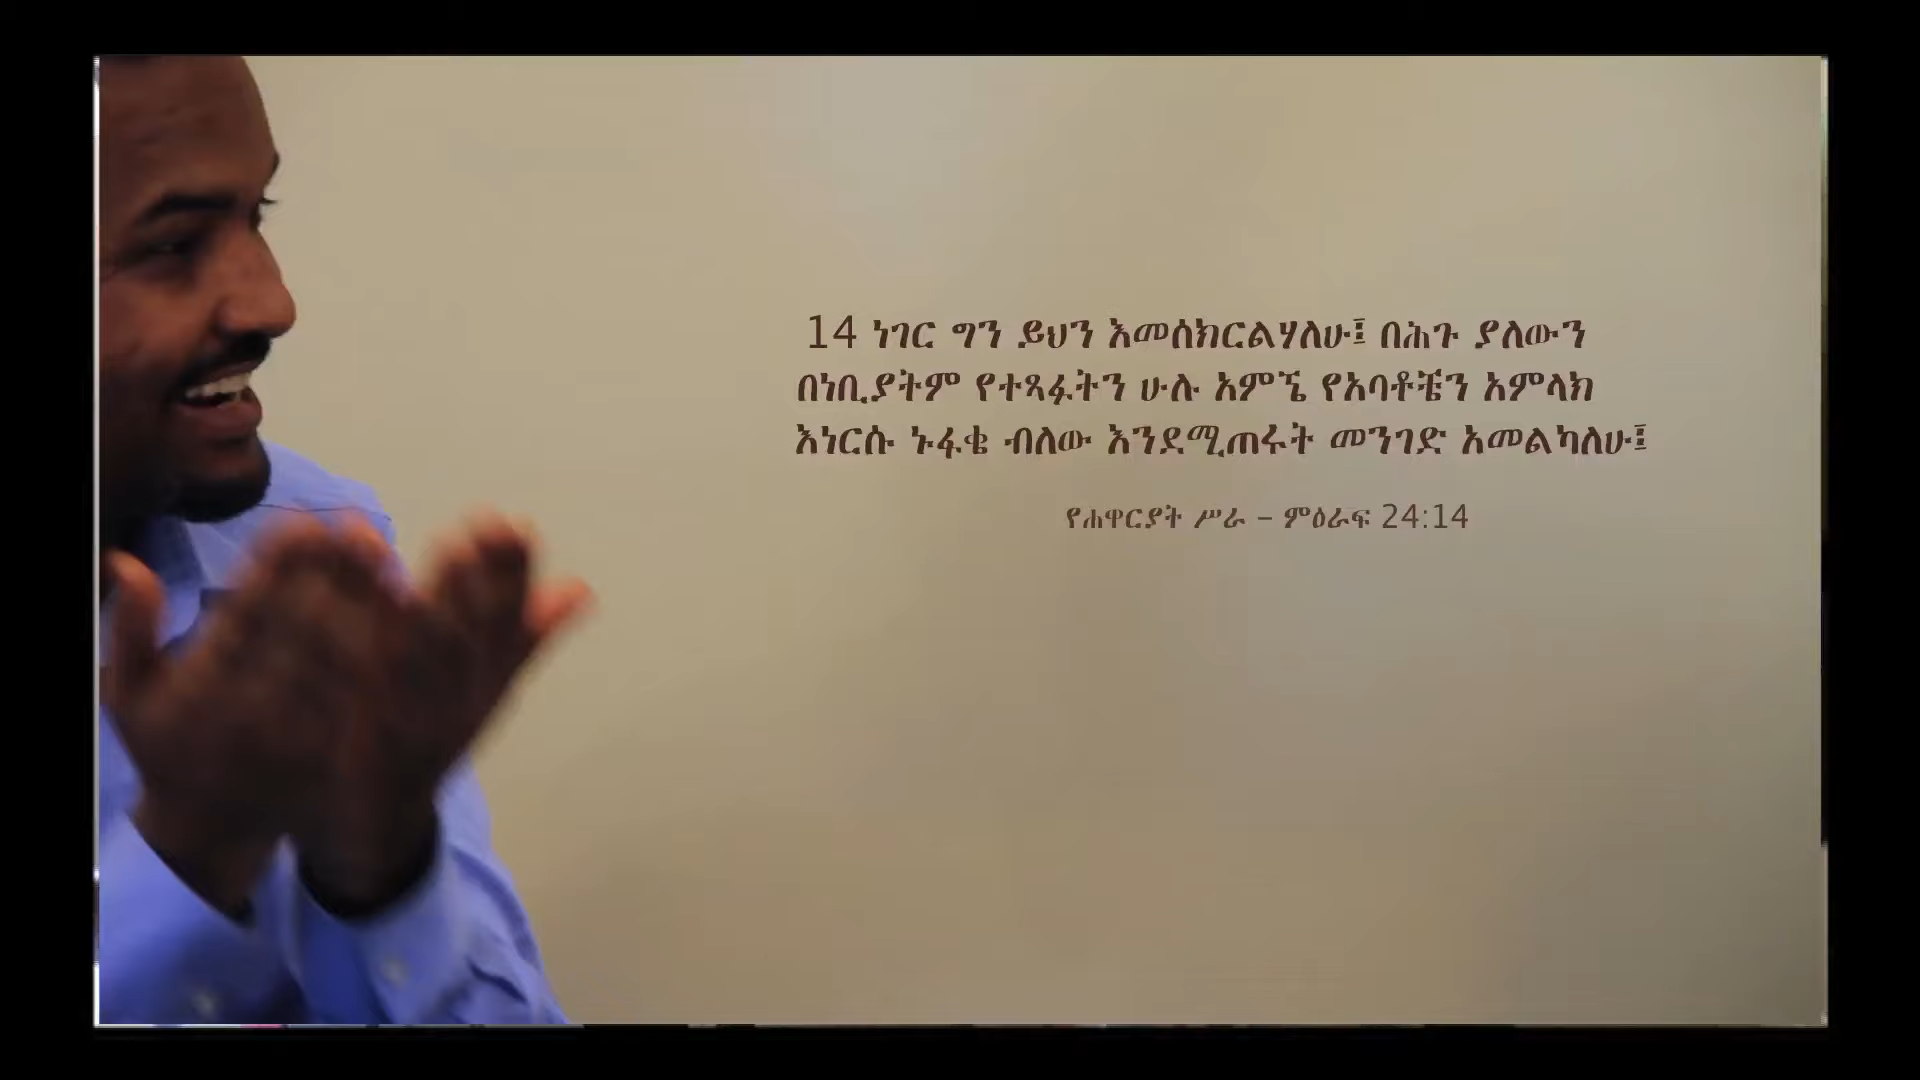 14 ነገር ግን ይህን እመሰክርልሃለሁ፤ በሕጉ ያለውን
በነቢያትም የተጻፉትን ሁሉ አምኜ የአባቶቼን አምላክ
እነርሱ ኑፋቄ ብለው እንደሚጠሩት መንገድ አመልካለሁ፤
የሐዋርያት ሥራ – ምዕራፍ 24:14